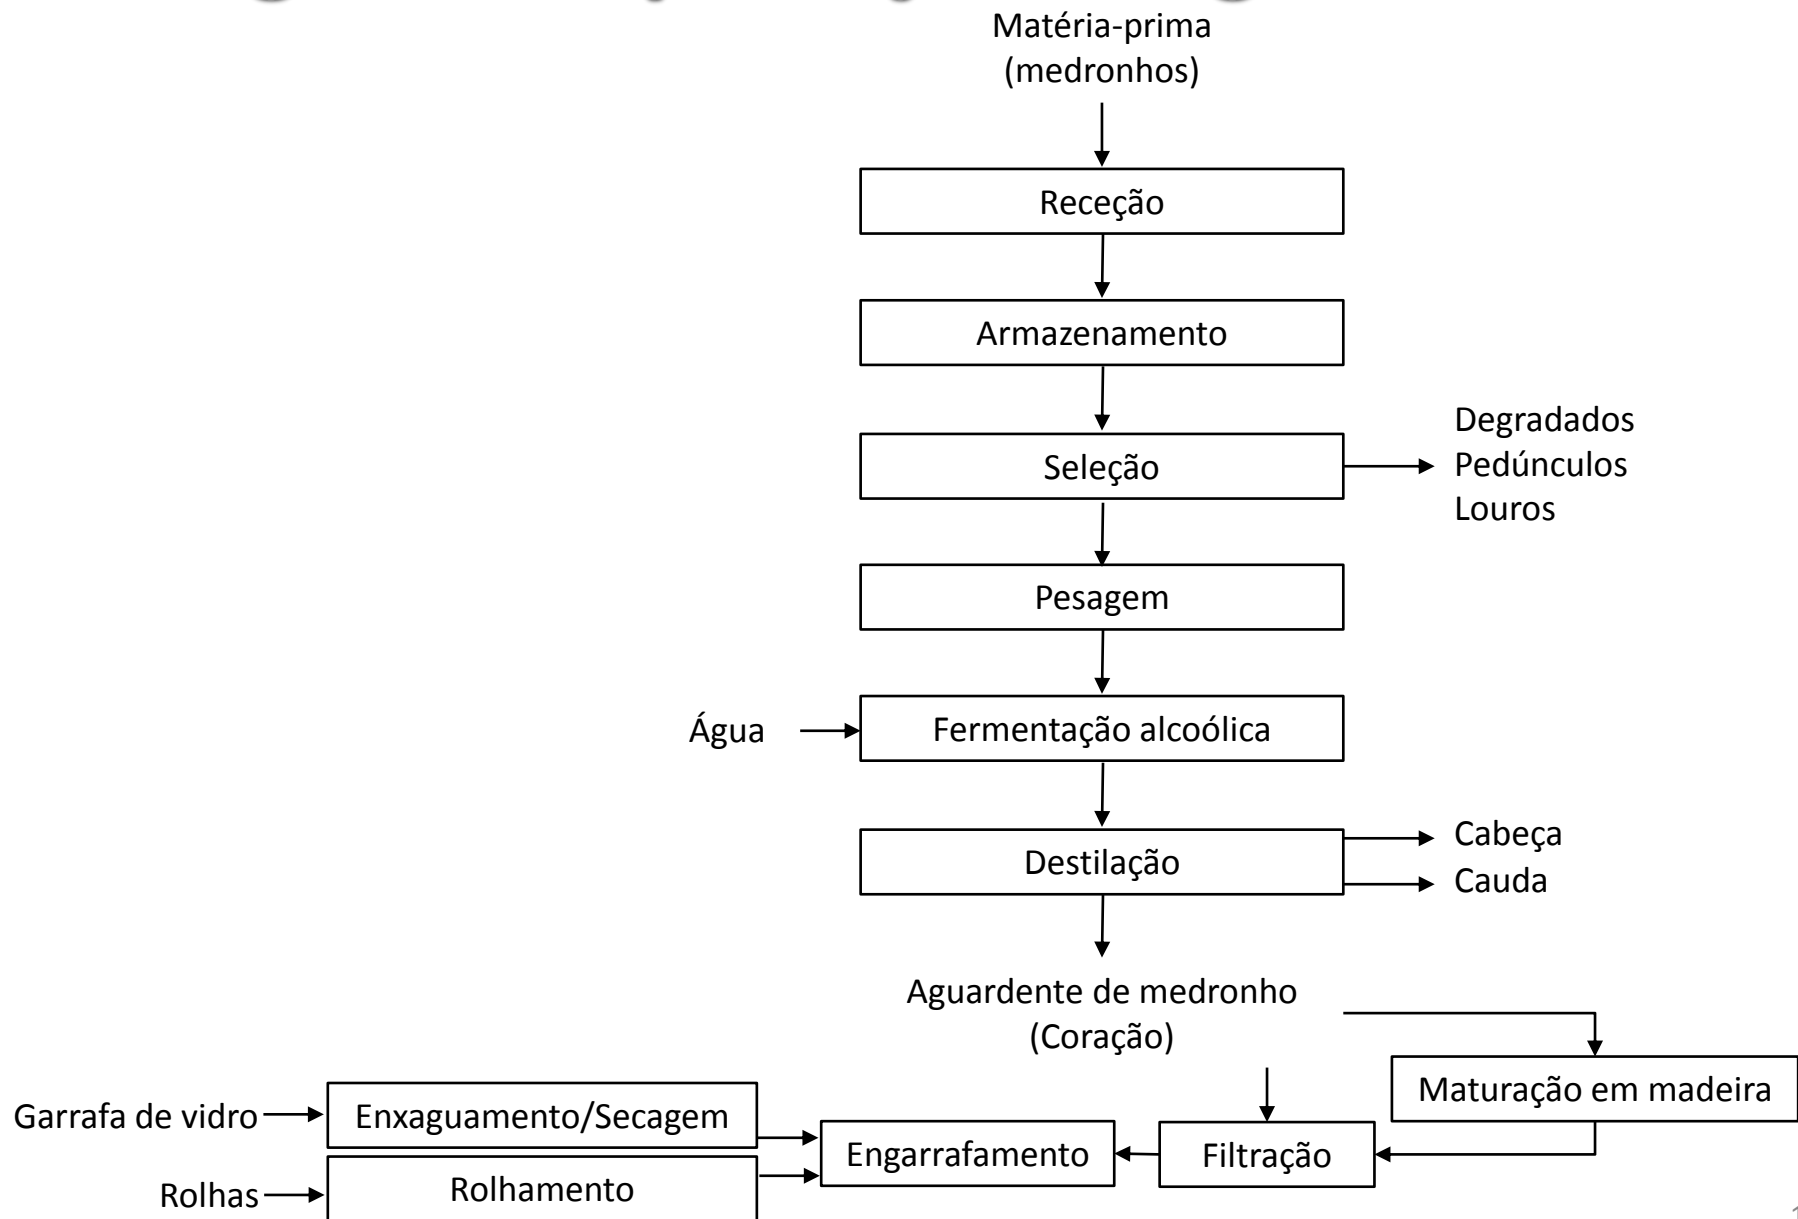 Matéria-prima
(medronhos)
Receção
Armazenamento
Seleção
Degradados
Pedúnculos
Louros
Pesagem
Água
Fermentação alcoólica
Destilação
Cabeça
Cauda
Aguardente de medronho
(Coração)
Maturação em madeira
Garrafa de vidro
Enxaguamento/Secagem
Engarrafamento
Filtração
Rolhas
Rolhamento